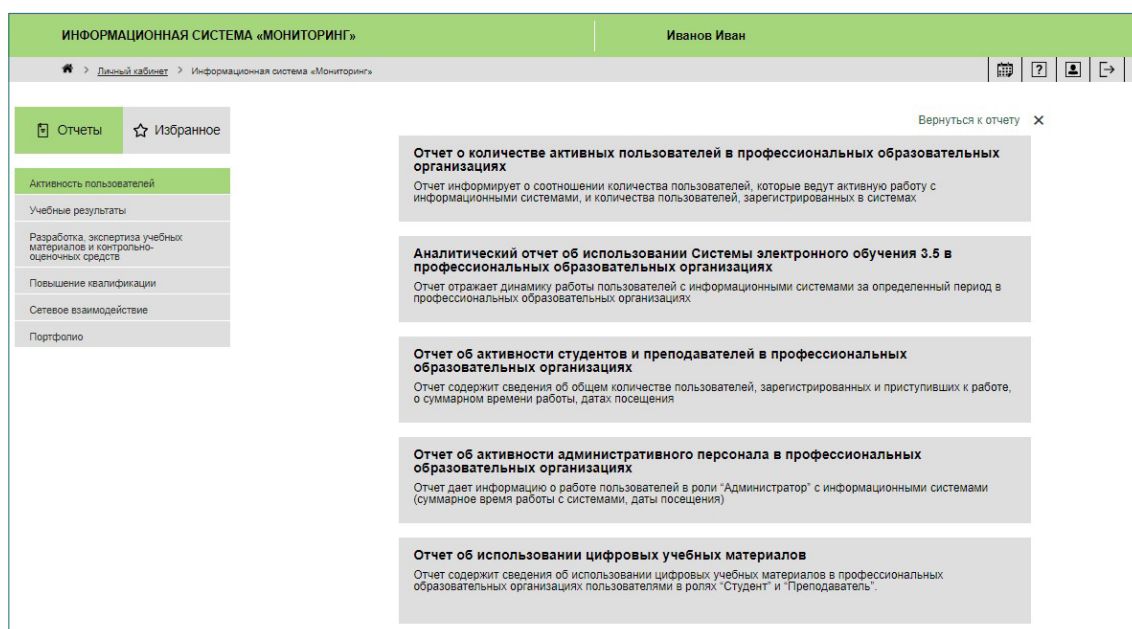 ИНФОРМАЦИОННАЯ СИСТЕМА «МОНИТОРИНГ»
Иванов Иван
> Личный кабинет > Информационная система «Мониторинг»
?
Отчеты
Избранное
Активность пользователей
Учебные результаты
Разработка, экспертиза учебных
материалов и контрольно-
оценочных средств
Повышение квалификации
Сетевое взаимодействие
Портфолио
Вернуться к отчету ×
Отчет о количестве активных пользователей в профессиональных образовательных
организациях
Отчет информирует о соотношении количества пользователей, которые ведут активную работу с
информационными системами, и количества пользователей, зарегистрированных в системах
Аналитический отчет об использовании Системы электронного обучения 3.5 в
профессиональных образовательных организациях
Отчет отражает динамику работы пользователей с информационными системами за определенный период в
профессиональных образовательных организациях
Отчет об активности студентов и преподавателей в профессиональных
образовательных организациях
Отчет содержит сведения об общем количестве пользователей, зарегистрированных и приступивших к работе,
о суммарном времени работы, датах посещения
Отчет об активности административного персонала в профессиональных
образовательных организациях
Отчет дает информацию о работе пользователей в роли “Администратор” с информационными системами
(суммарное время работы с системами, даты посещения)
Отчет об использовании цифровых учебных материалов
Отчет содержит сведения об использовании цифровых учебных материалов в профессиональных
образовательных организациях пользователями в ролях “Студент” и “Преподаватель”.